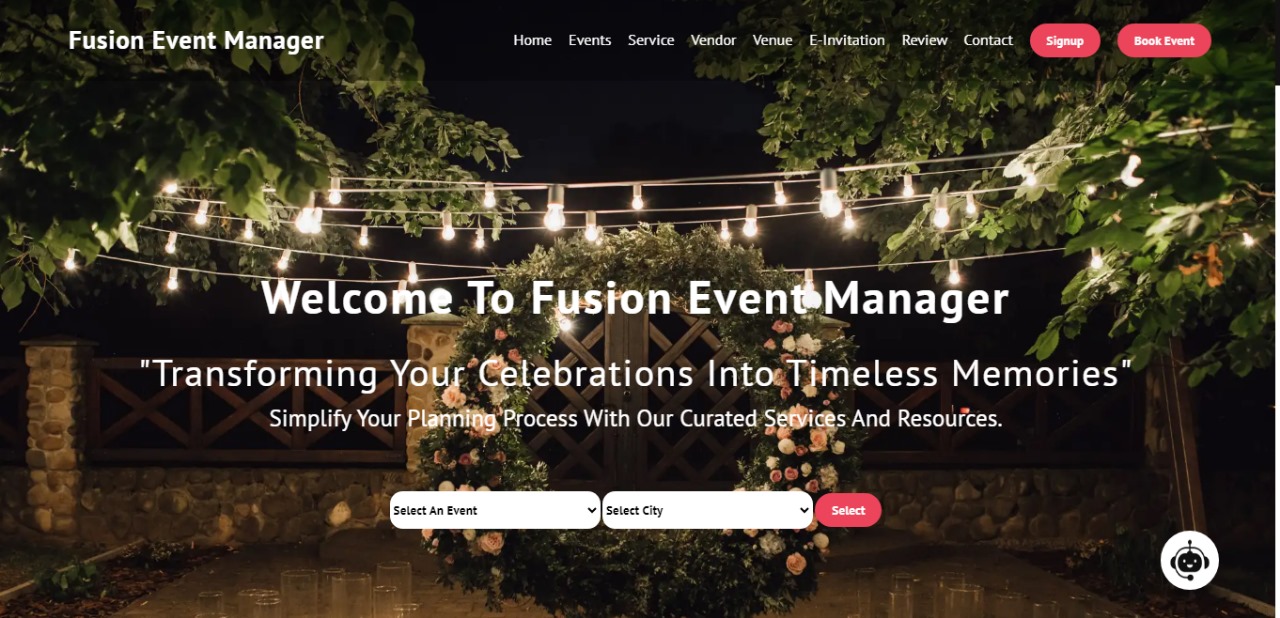 Fusion Event Manager
Home Events Service Vendor Venue E-Invitation Review Contact Signup Book Event
Welcome To Fusion Event Manager
"Transforming Your Celebrations Into Timeless Memories"
Simplify Your Planning Process With Our Curated Services And Resources.
Select An Event Select City Select